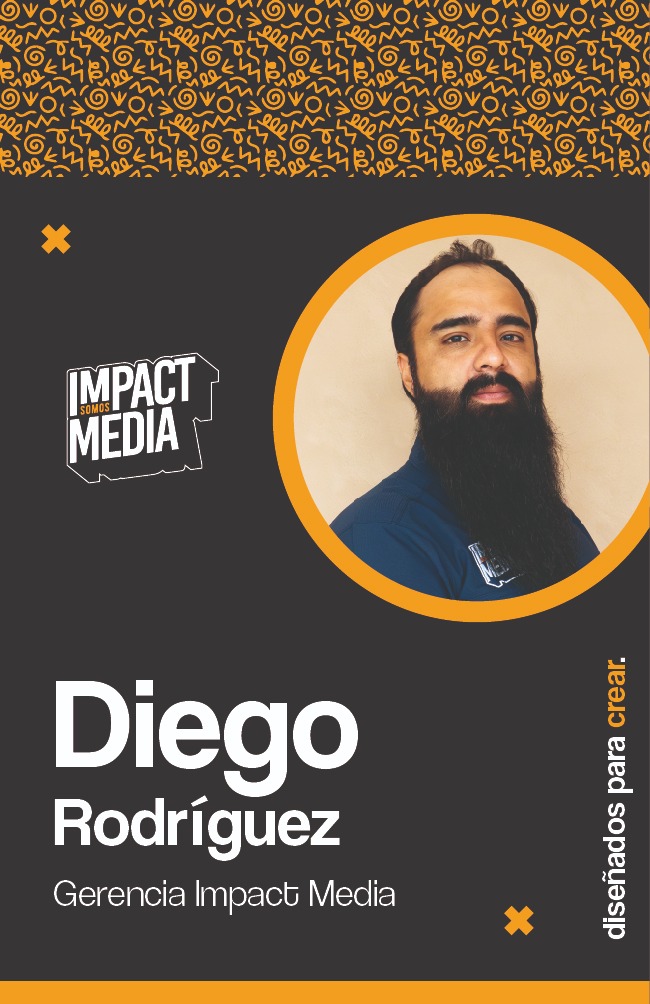 IMPACT
SOMOS
MEDIA
Diego
Rodríguez
Gerencia Impact Media
diseñados para crear.